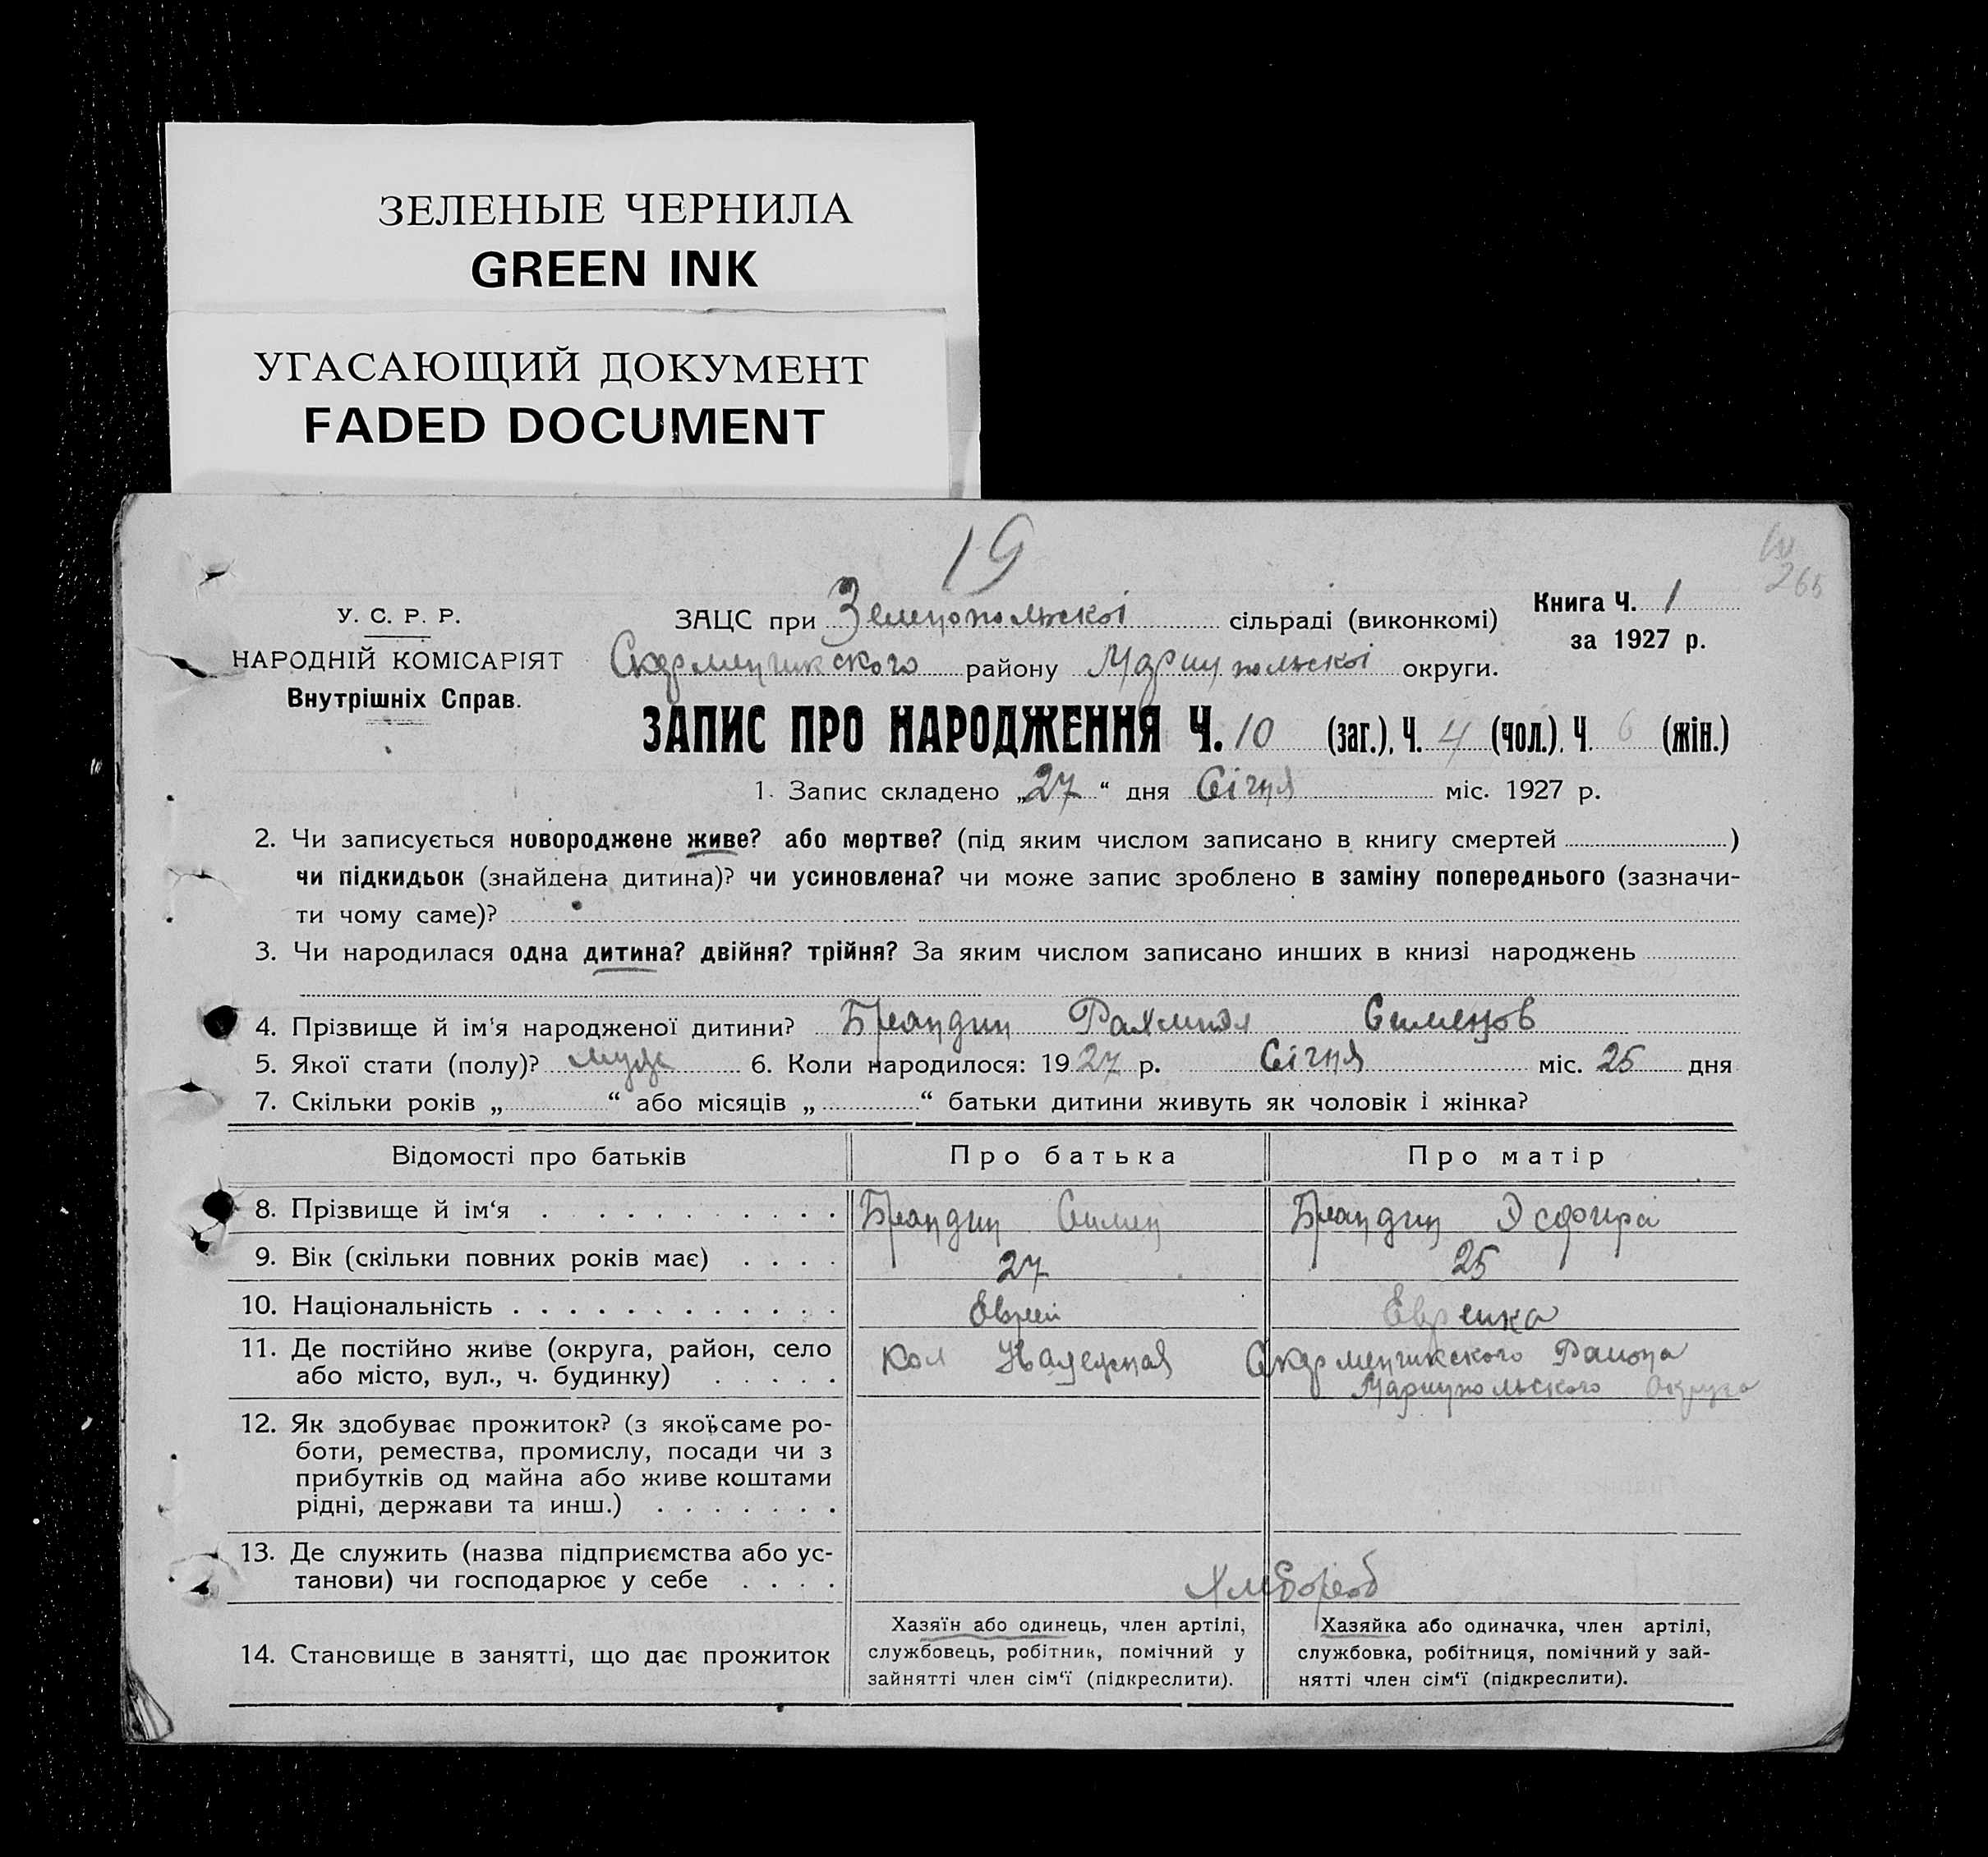 ЗЕЛЕНЫЕ ЧЕРНИЛА
GREEN INK
УГАСАЮЩИЙ ДОКУМЕНТ
FADED DOCUMENT
19
265
У. С. Р. Р.
НАРОДНІЙ КОМІСАРІЯТ
Внутрішніх Справ.
ЗАЦС при Зеленопольскоі сільраді (виконкомі)
Книга Ч. 1
за 1927 р.
району Мариупольскоі округи.
ЗАПИС ПРО НАРОДЖЕННЯ Ч. 10 (заг.), Ч. 4 (чол.), Ч. 6 (жін.)
1. Запис складено „27“ дня Січня міс. 1927 р.
2. Чи записується новороджене живе? або мертве? (під яким числом записано в книгу смертей )
чи підкидьок (знайдена дитина)? чи усиновлена? чи може запис зроблено в заміну попереднього (зазначи-
ти чому саме)?
3. Чи народилася одна дитина? двійня? трійня? За яким числом записано инших в книзі народжень
4. Прізвище й ім‘я народженої дитини? Брандин Семенов
5. Якої стати (полу)? муж 6. Коли народилося: 1927 р. Січня міс. 25 дня
7. Скільки років „ “ або місяців „ “ батьки дитини живуть як чоловік і жінка?
Відомості про батьків Про батька Про матір
8. Прізвище й ім‘я Брандин Семен Брандин Эсфира
9. Вік (скільки повних років має) 27 25
10. Національність Еврей Еврейка
11. Де постійно живе (округа, район, село
або місто, вул., ч. будинку)
Кол Надежная Района
Мариупольского Округа
12. Як здобуває прожиток? (з якої саме ро-
боти, ремества, промислу, посади чи з
прибутків од майна або живе коштами
рідні, держави та инш.)
13. Де служить (назва підприємства або ус-
танови) чи господарює у себе
Хлебороб
14. Становище в занятті, що дає прожиток
Хазяїн або одинець, член артілі,
службовець, робітник, помічний у
зайнятті член сім‘ї (підкреслити).
Хазяйка або одиначка, член артілі,
службовка, робітниця, помічний у зай-
нятті член сім‘ї (підкреслити).